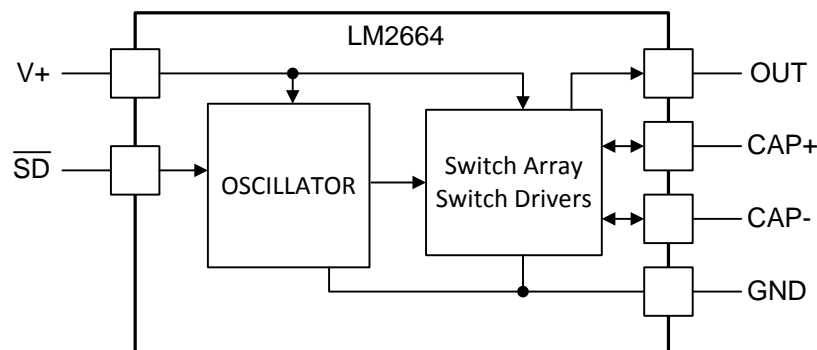 LM2664
V+
OUT
SD
CAP+
OSCILLATOR
Switch Array
Switch Drivers
CAP-
GND